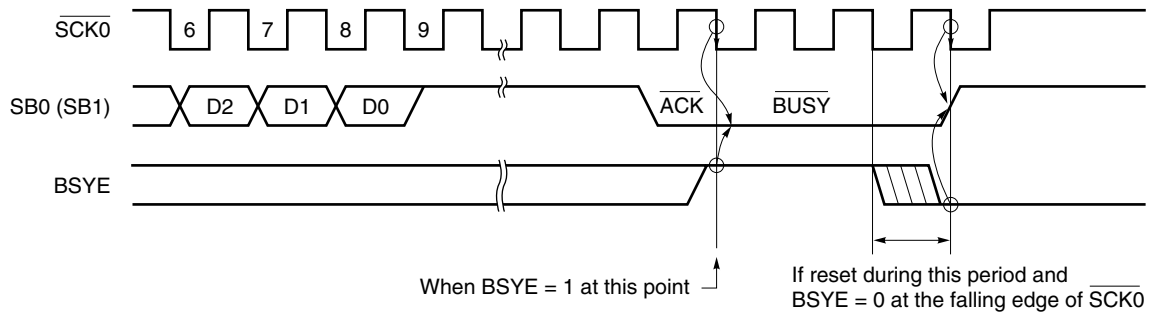 SCK0 6 7 8 9
SB0 (SB1) D2 D1 D0 ACK BUSY
BSYE
When BSYE = 1 at this point
If reset during this period and
BSYE = 0 at the falling edge of SCK0